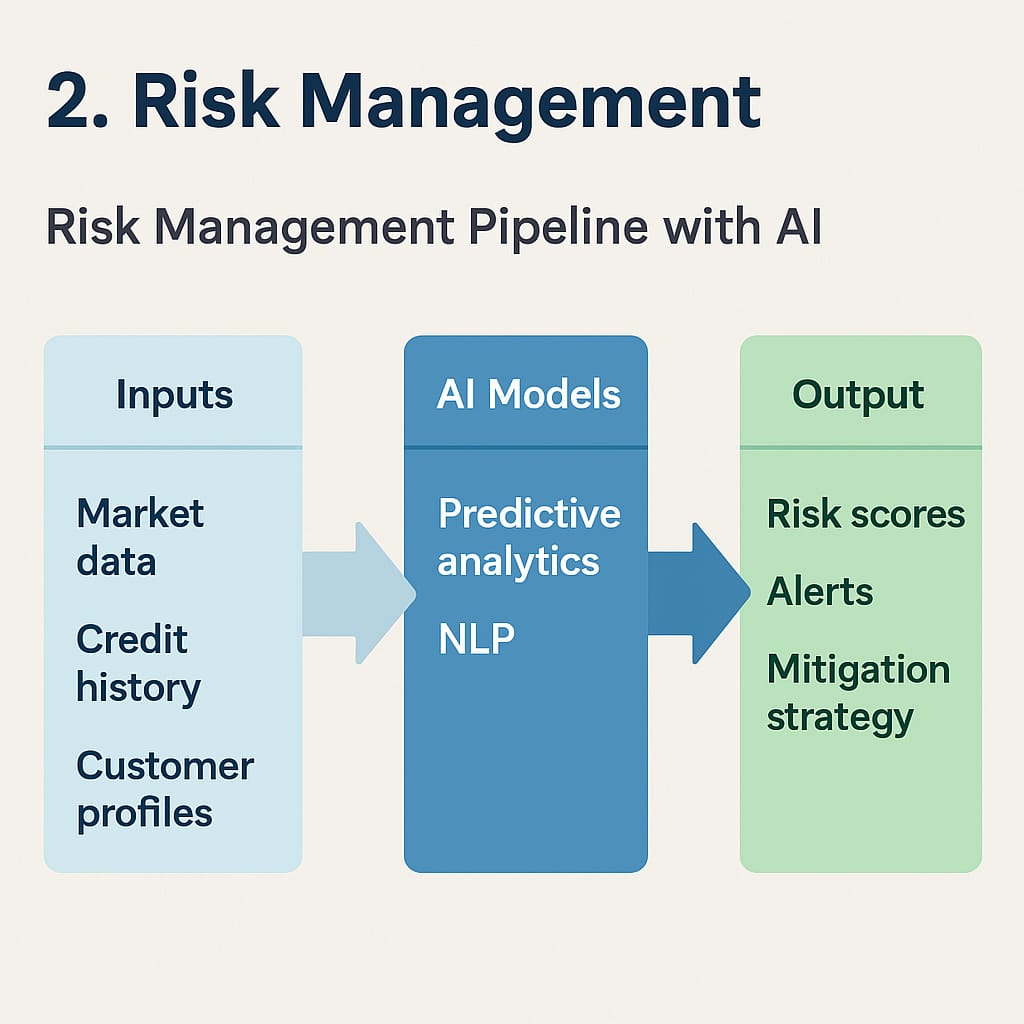 2. Risk Management
Risk Management Pipeline with AI
Inputs
Market
data
Credit
history
Customer
profiles
AI Models
Predictive
analytics
NLP
Output
Risk scores
Alerts
Mitigation
strategy